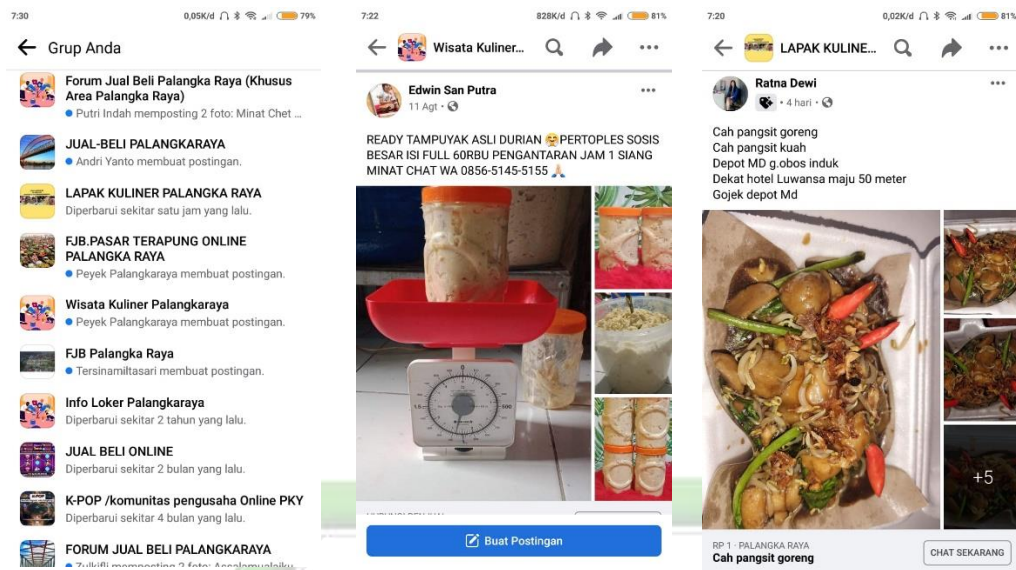 7:30
0,05K/d
79%
Grup Anda
Forum Jual Beli Palangka Raya (Khusus
Area Palangka Raya)
Putri Indah memposting 2 foto: Minat Chet ...
JUAL-BELI PALANGKARAYA
Andri Yanto membuat postingan.
LAPAK KULINER PALANGKA RAYA
Diperbarui sekitar satu jam yang lalu.
FJB.PASAR TERAPUNG ONLINE
PALANGKA RAYA
Peyek Palangkaraya membuat postingan.
Wisata Kuliner Palangkaraya
Peyek Palangkaraya membuat postingan.
FJB Palangka Raya
Tersinamiltasari membuat postingan.
Info Loker Palangkaraya
Diperbarui sekitar 2 tahun yang lalu.
JUAL BELI ONLINE
Diperbarui sekitar 2 bulan yang lalu.
K-POP /komunitas pengusaha Online PKY
Diperbarui sekitar 4 bulan yang lalu.
FORUM JUAL BELI PALANGKARAYA
Zulkifli memposting 2 foto: Assalamualaiku
7:22
828K/d
81%
Wisata Kuliner...
Edwin San Putra
11 Agt
READY TAMPUYAK ASLI DURIAN 🤗PERTOPLES SOSIS
BESAR ISI FULL 60RBU PENGANTARAN JAM 1 SIANG
MINAT CHAT WA 0856-5145-5155 🙏🏻
Buat Postingan
7:20
0,02K/d
81%
LAPAK KULINE...
Ratna Dewi
4 hari
Cah pangsit goreng
Cah pangsit kuah
Depot MD g.obos induk
Dekat hotel Luwansa maju 50 meter
Gojek depot Md
+5
RP 1 · PALANGKA RAYA
Cah pangsit goreng
CHAT SEKARANG